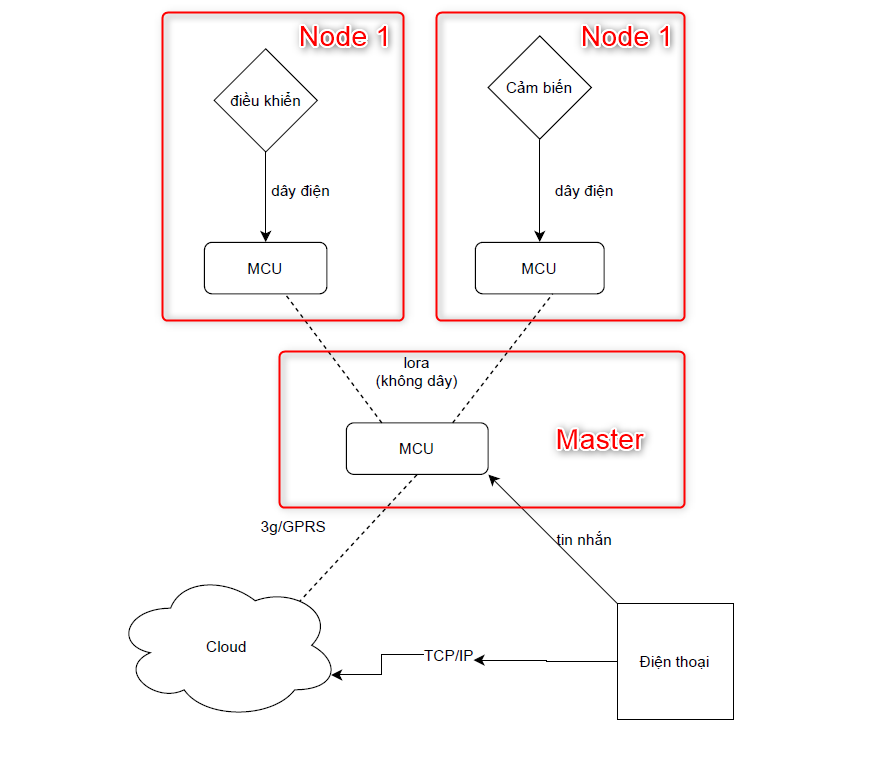 Node 1
Node 1
điều khiển
Cảm biến
dây điện
dây điện
MCU
MCU
lora
(không dây)
MCU
Master
3g/GPRS
tin nhắn
Cloud
TCP/IP
Điện thoại